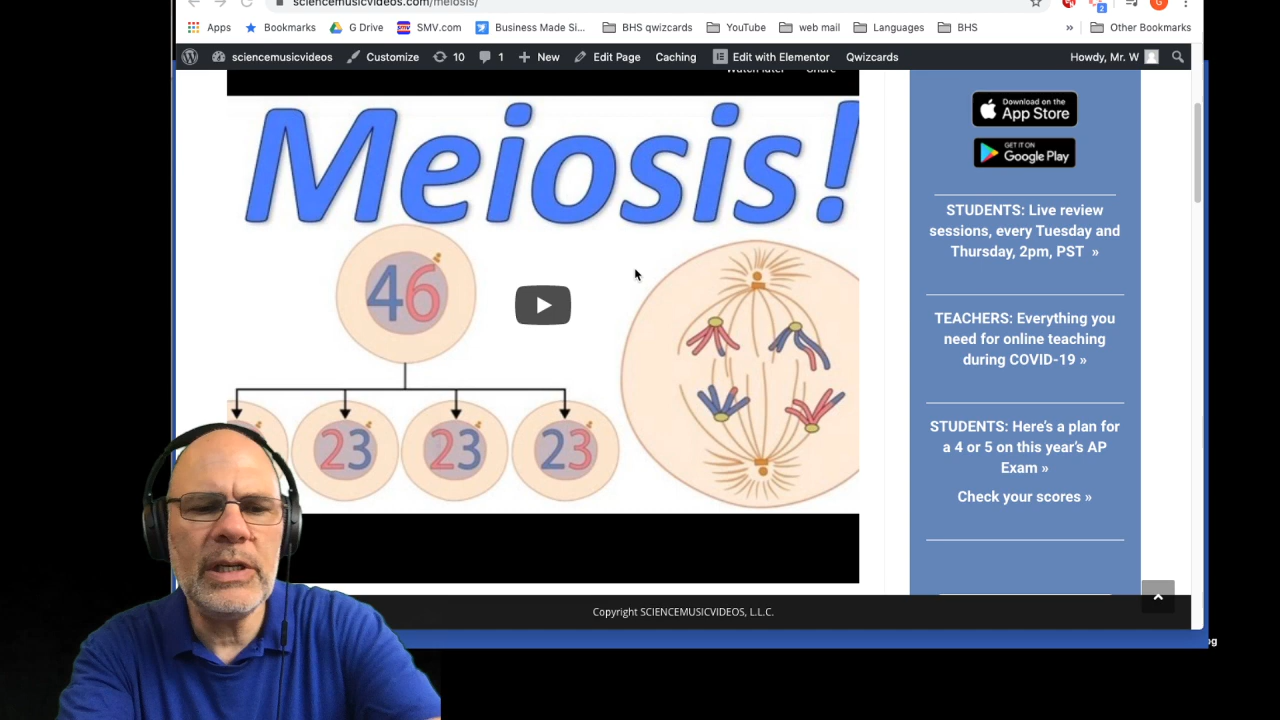 sciencemusicvideos.com/meiosis/
Apps Bookmarks G Drive SMV.com Business Made Si... BHS qwizcards YouTube web mail Languages BHS » Other Bookmarks
sciencemusicvideos Customize 10 1 New Edit Page Caching Edit with Elementor Qwizcards Howdy, Mr. W
Watch later Share
Meiosis!
46
23 23 23
Download on the
App Store
GET IT ON
Google Play
STUDENTS: Live review
sessions, every Tuesday and
Thursday, 2pm, PST »
TEACHERS: Everything you
need for online teaching
during COVID-19 »
STUDENTS: Here's a plan for
a 4 or 5 on this year's AP
Exam »
Check your scores »
Copyright SCIENCEMUSICVIDEOS, L.L.C.